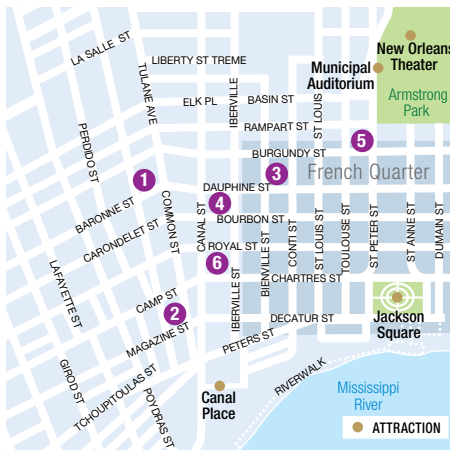 LA SALLE ST
LIBERTY ST TREME
TULANE AVE
ELK PL
IBERVILLE
BASIN ST
ST LOUIS
Municipal
Auditorium
New Orleans
Theater
Armstrong
Park
RAMPART ST
5
PERDIDO ST
BURGUNDY ST
1
3
French Quarter
DAUPHINE ST
4
BARONNE ST
COMMON ST
CANAL ST
BOURBON ST
CARONDELET ST
ROYAL ST
6
IBERVILLE ST
BIENVILLE ST
CONTI ST
ST LOUIS ST
TOULOUSE ST
ST PETER ST
ST ANNE ST
DUMAIN ST
LAFAYETTE ST
CHARTRES ST
CAMP ST
2
MAGAZINE ST
DECATUR ST
PETERS ST
Jackson
Square
GIROD ST
TCHOUPITOULAS ST
POYDRAS ST
Canal
Place
RIVERWALK
Mississippi
River
ATTRACTION